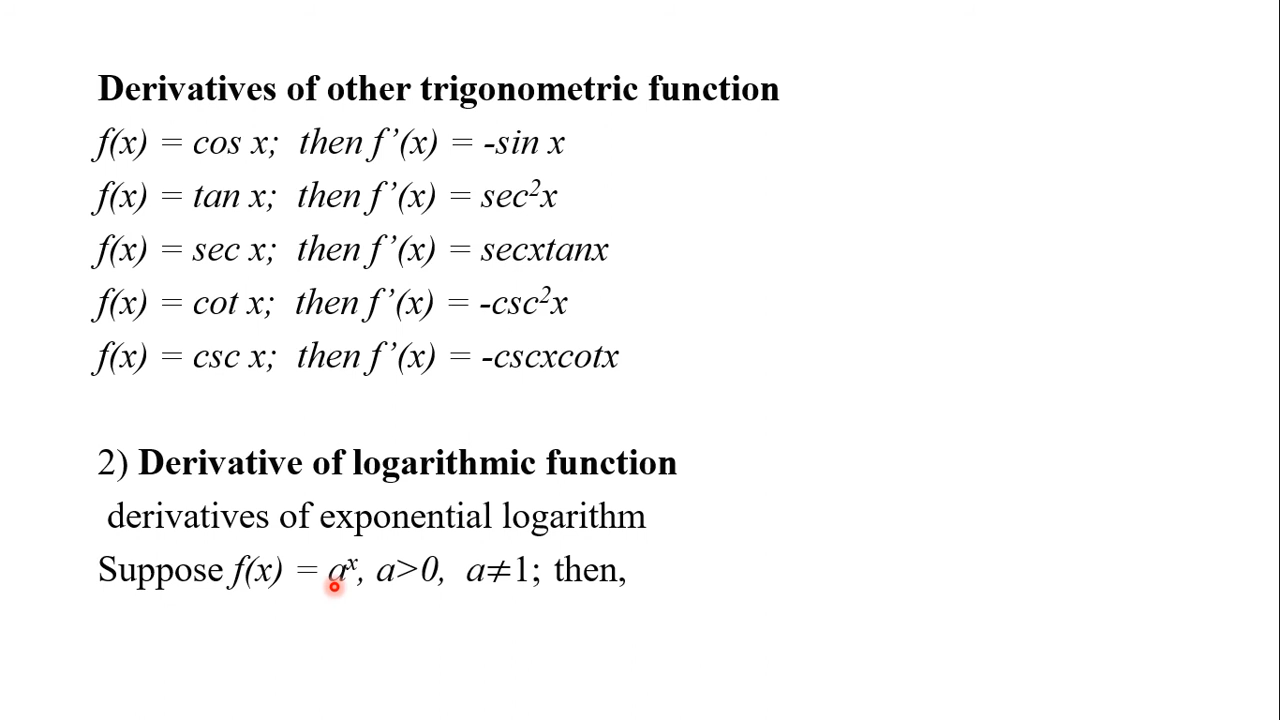 Derivatives of other trigonometric function
f(x) = cos x; then f’(x) = -sin x
f(x) = tan x; then f’(x) = sec²x
f(x) = sec x; then f’(x) = secxtanx
f(x) = cot x; then f’(x) = -csc²x
f(x) = csc x; then f’(x) = -cscxcotx
2) Derivative of logarithmic function
derivatives of exponential logarithm
Suppose f(x) = aˣ, a>0, a≠1; then,